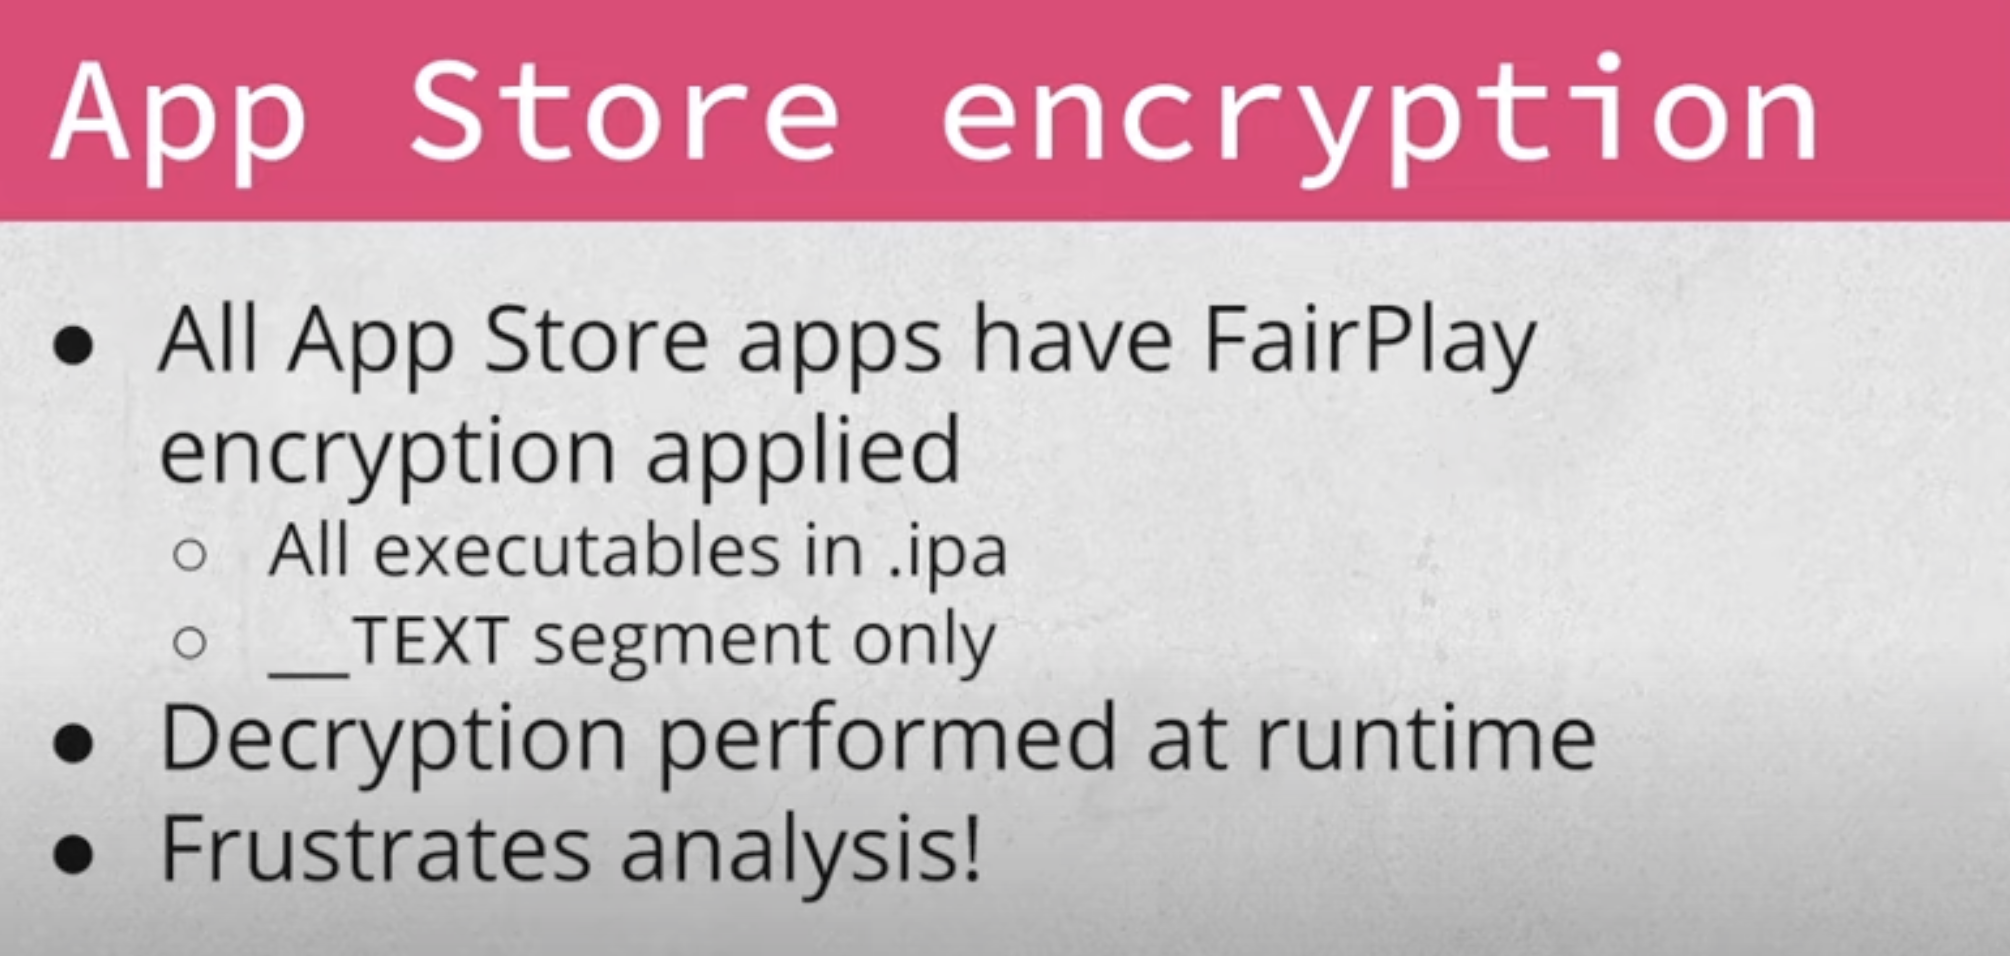 App Store encryption
● All App Store apps have FairPlay
encryption applied
○ All executables in .ipa
○ __TEXT segment only
● Decryption performed at runtime
● Frustrates analysis!